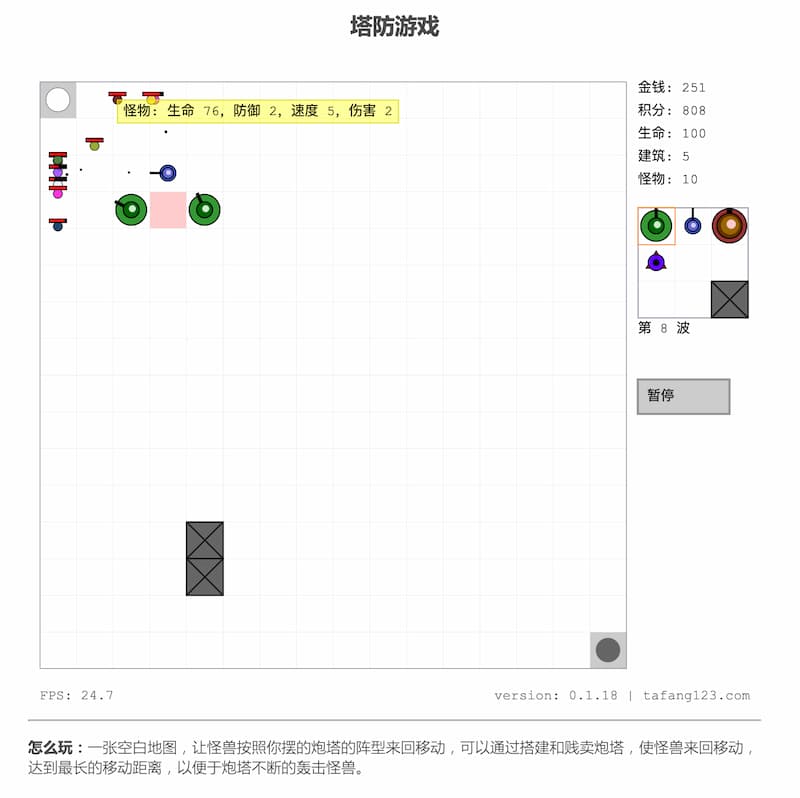 塔防游戏
怪物: 生命 76, 防御 2, 速度 5, 伤害 2
金钱: 251
积分: 808
生命: 100
建筑: 5
怪物: 10
第 8 波
暂停
FPS: 24.7
version: 0.1.18 | tafang123.com
怎么玩：一张空白地图，让怪兽按照你摆的炮塔的阵型来回移动，可以通过搭建和贱卖炮塔，使怪兽来回移动，
达到最长的移动距离，以便于炮塔不断的轰击怪兽。